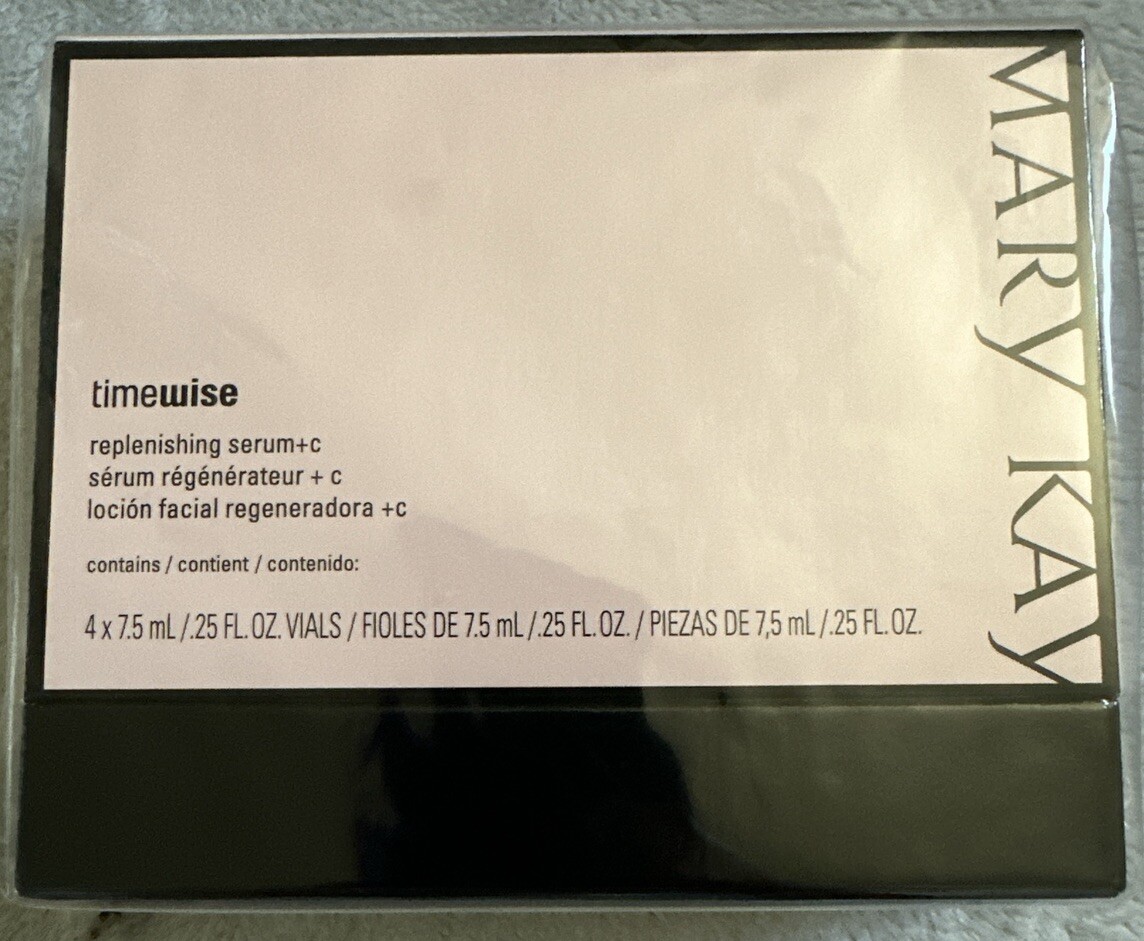 MARY KAY
timewise
replenishing serum+c
sérum régénérateur + c
loción facial regeneradora +c
contains / contient / contenido:
4 x 7.5 mL /.25 FL.OZ. VIALS / FIOLES DE 7.5 mL /.25 FL.OZ. / PIEZAS DE 7,5 mL /.25 FL.OZ.